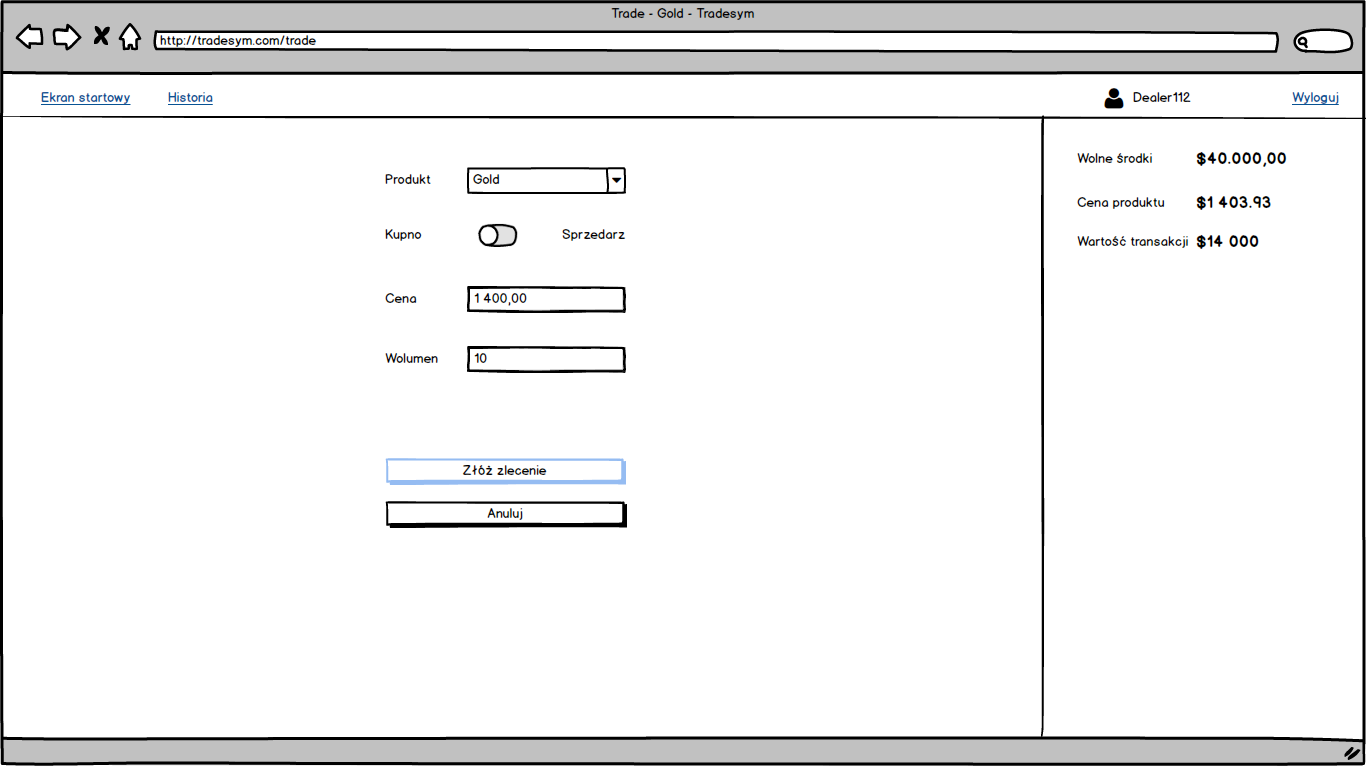 Trade - Gold - Tradesym
http://tradesym.com/trade
Ekran startowy Historia Dealer112 Wyloguj
Produkt Gold
Kupno Sprzedarz
Cena 1 400,00
Wolumen 10
Złóż zlecenie
Anuluj
Wolne środki $40.000,00
Cena produktu $1 403.93
Wartość transakcji $14 000